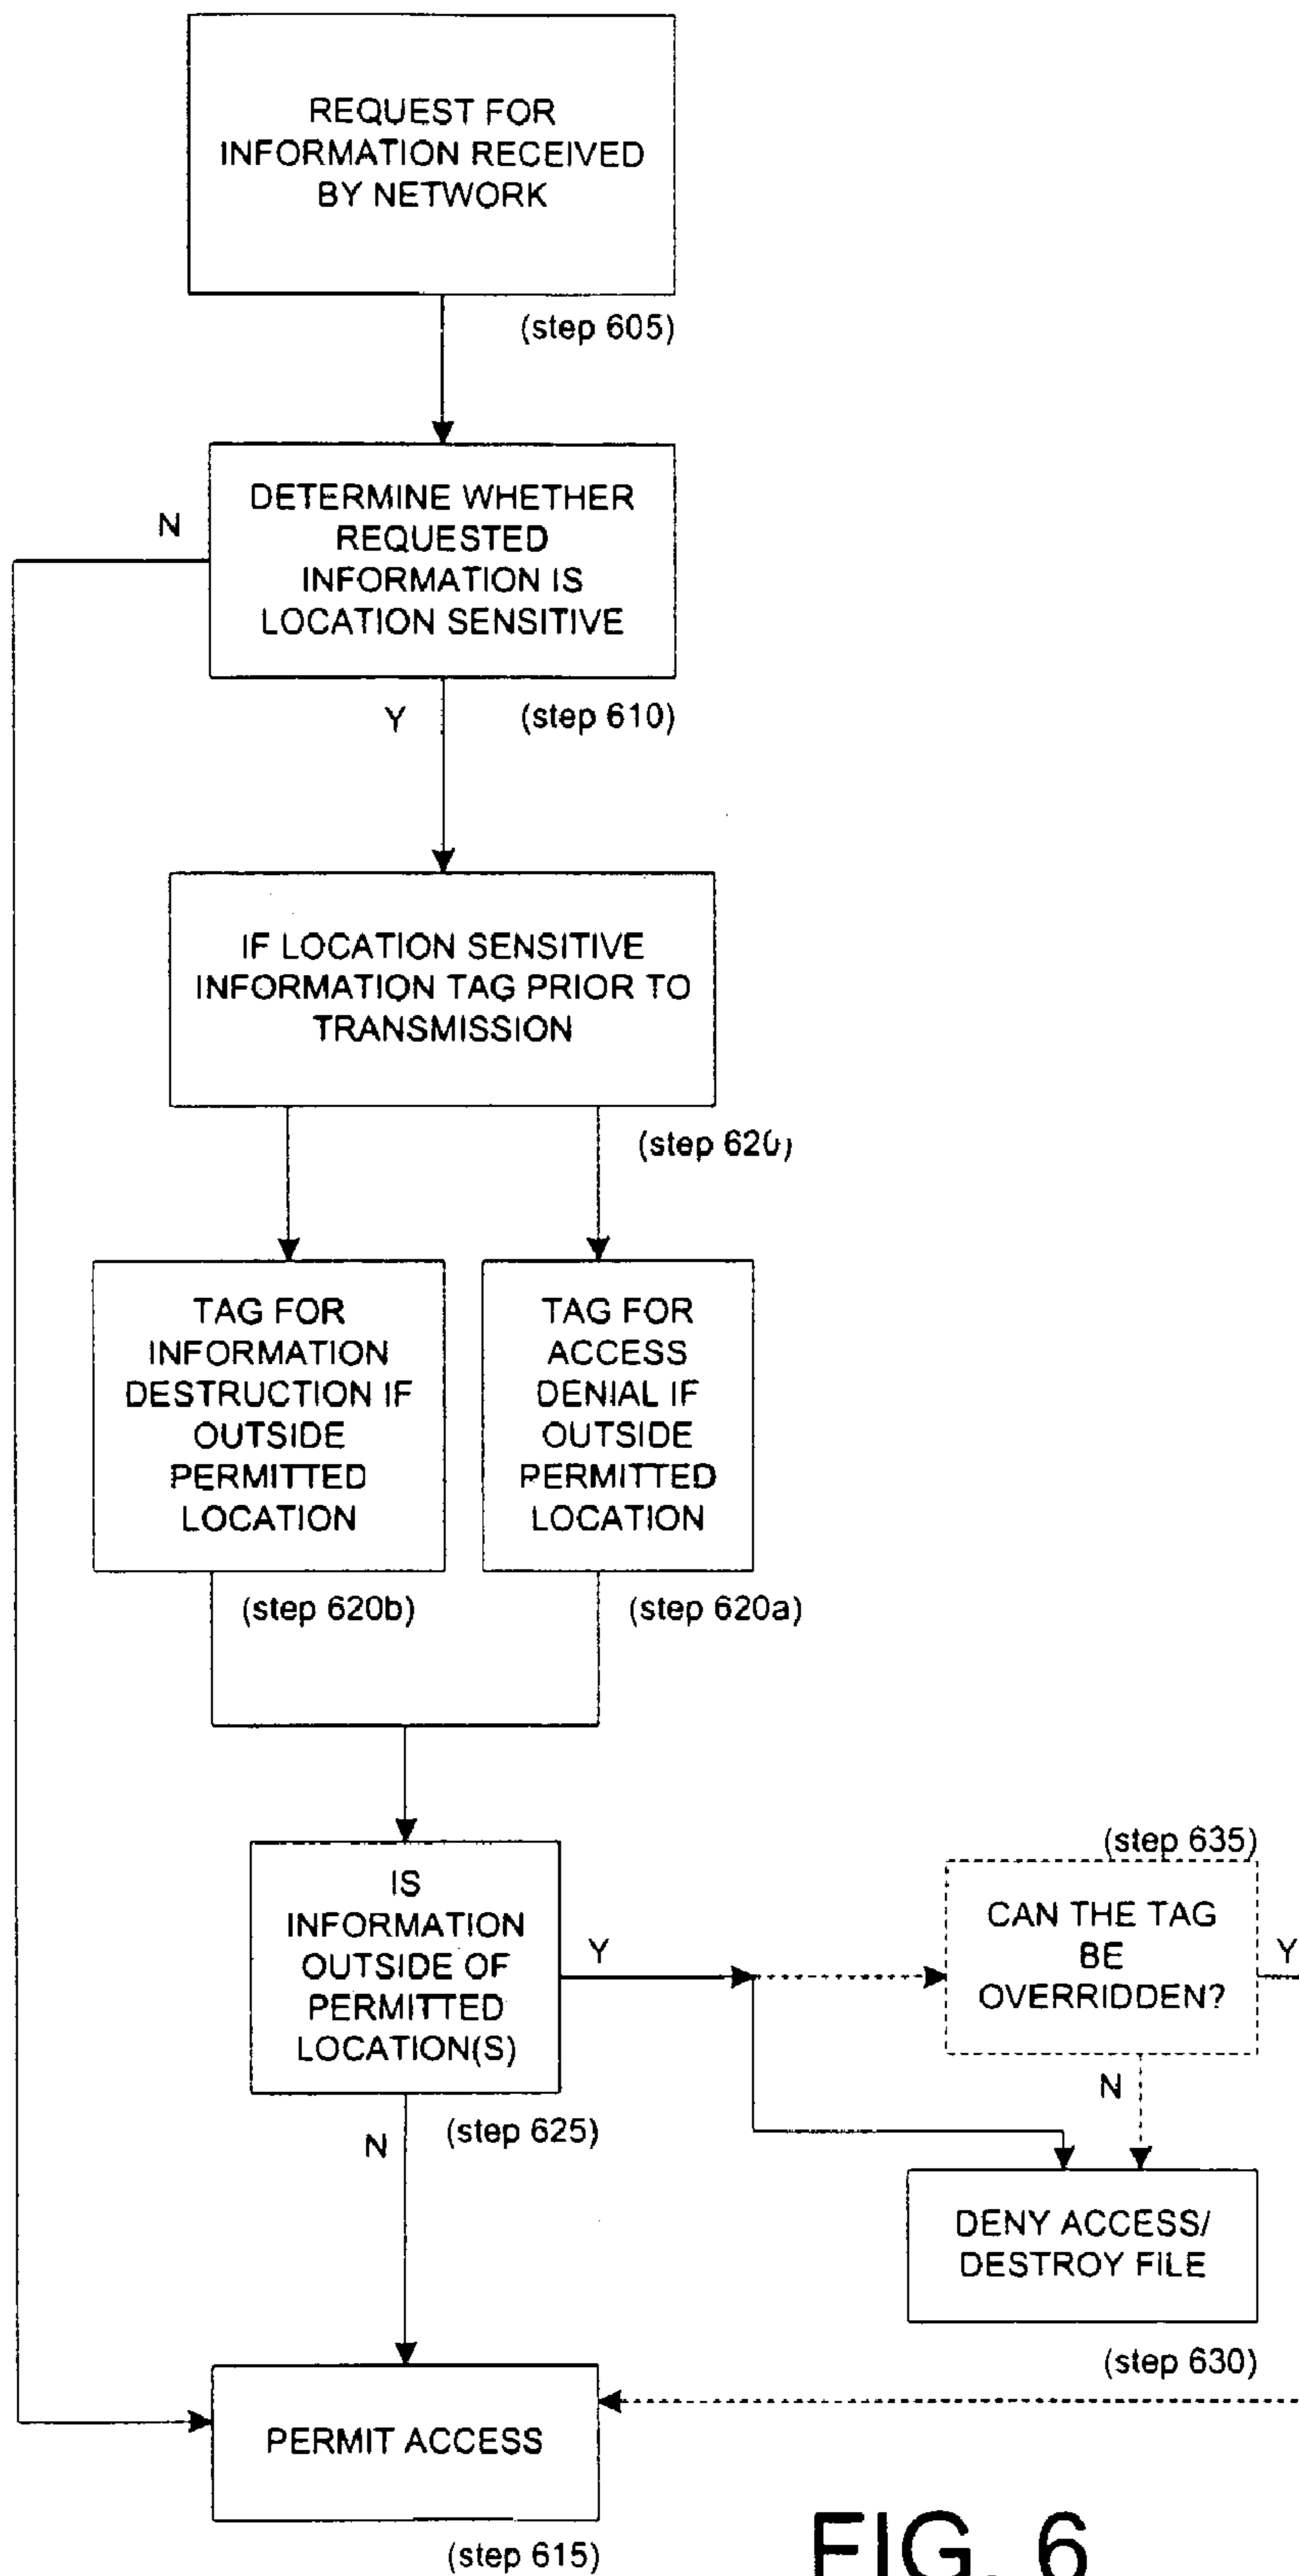 REQUEST FOR
INFORMATION RECEIVED
BY NETWORK
(step 605)
N
DETERMINE WHETHER
REQUESTED
INFORMATION IS
LOCATION SENSITIVE
Y
(step 610)
IF LOCATION SENSITIVE
INFORMATION TAG PRIOR TO
TRANSMISSION
(step 620)
TAG FOR
INFORMATION
DESTRUCTION IF
OUTSIDE
PERMITTED
LOCATION
(step 620b)
TAG FOR
ACCESS
DENIAL IF
OUTSIDE
PERMITTED
LOCATION
(step 620a)
IS
INFORMATION
OUTSIDE OF
PERMITTED
LOCATION(S)
Y
N
(step 625)
(step 635)
CAN THE TAG
BE
OVERRIDDEN?
Y
N
DENY ACCESS/
DESTROY FILE
(step 630)
PERMIT ACCESS
(step 615)
FIG. 6